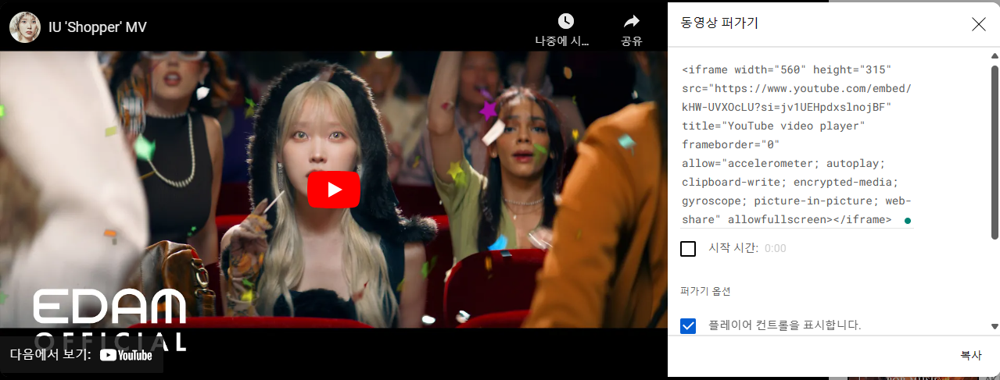 IU 'Shopper' MV
나중에 시...
공유
EDAM
OFFICIAL
다음에서 보기: YouTube
동영상 퍼가기
<iframe width="560" height="315"
src="https://www.youtube.com/embed/
kHW-UVXOcLU?si=jv1UEHpdxslnojBF"
title="YouTube video player"
frameborder="0"
allow="accelerometer; autoplay;
clipboard-write; encrypted-media;
gyroscope; picture-in-picture; web-
share" allowfullscreen></iframe>
시작 시간: 0:00
퍼가기 옵션
플레이어 컨트롤을 표시합니다.
복사